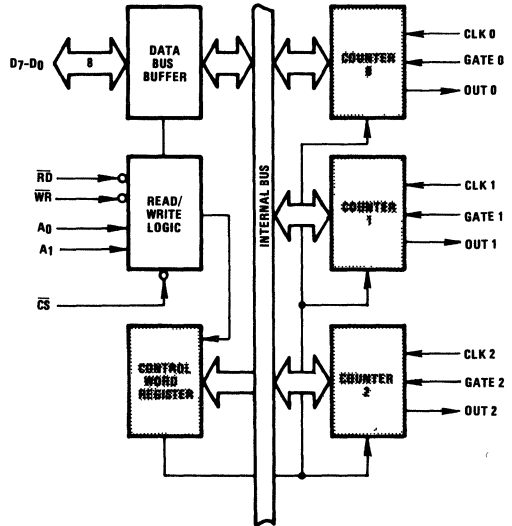 D7-D0
8
DATA
BUS
BUFFER
COUNTER
0
CLK 0
GATE 0
OUT 0
RD
WR
A0
A1
CS
READ/
WRITE
LOGIC
INTERNAL BUS
COUNTER
1
CLK 1
GATE 1
OUT 1
CONTROL
WORD
REGISTER
COUNTER
2
CLK 2
GATE 2
OUT 2